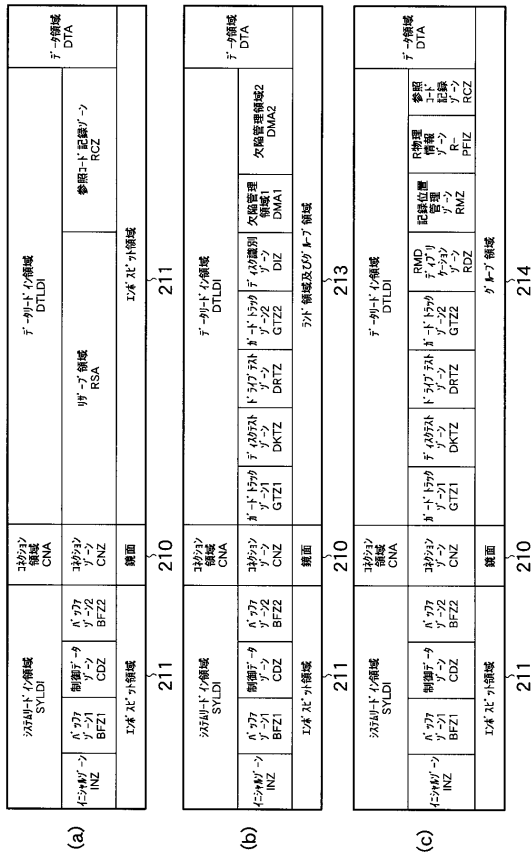 (a)
システムリードイン領域
SYLDI
コネクション
領域
CNA
データリードイン領域
DTLDI
データ領域
DTA
イニシャルゾーン
INZ
バッファ
ゾーン1
BFZ1
制御データ
ゾーン
CDZ
バッファ
ゾーン2
BFZ2
コネクション
ゾーン
CNZ
リザーブ領域
RSA
参照コード記録ゾーン
RCZ
エンボスピット領域
鏡面
エンボスピット領域
211
210
211
(b)
システムリードイン領域
SYLDI
コネクション
領域
CNA
データリードイン領域
DTLDI
データ領域
DTA
イニシャルゾーン
INZ
バッファ
ゾーン1
BFZ1
制御データ
ゾーン
CDZ
バッファ
ゾーン2
BFZ2
コネクション
ゾーン
CNZ
ガードトラック
ゾーン1
GTZ1
ディスクテスト
ゾーン
DKTZ
ドライブテスト
ゾーン
DRTZ
ガードトラック
ゾーン2
GTZ2
ディスク識別
ゾーン
DIZ
欠陥管理
領域1
DMA1
欠陥管理領域2
DMA2
エンボスピット領域
鏡面
ランド領域及びグルーブ領域
211
210
213
(c)
システムリードイン領域
SYLDI
コネクション
領域
CNA
データリードイン領域
DTLDI
データ領域
DTA
イニシャルゾーン
INZ
バッファ
ゾーン1
BFZ1
制御データ
ゾーン
CDZ
バッファ
ゾーン2
BFZ2
コネクション
ゾーン
CNZ
ガードトラック
ゾーン1
GTZ1
ディスクテスト
ゾーン
DKTZ
ドライブテスト
ゾーン
DRTZ
ガードトラック
ゾーン2
GTZ2
RMD
ディプリ
ケーション
ゾーン
RDZ
記録位置
管理
ゾーン
RMZ
R物理
情報
ゾーン
R-
PFIZ
参照
コード
記録
ゾーン
RCZ
エンボスピット領域
鏡面
グルーブ領域
211
210
214